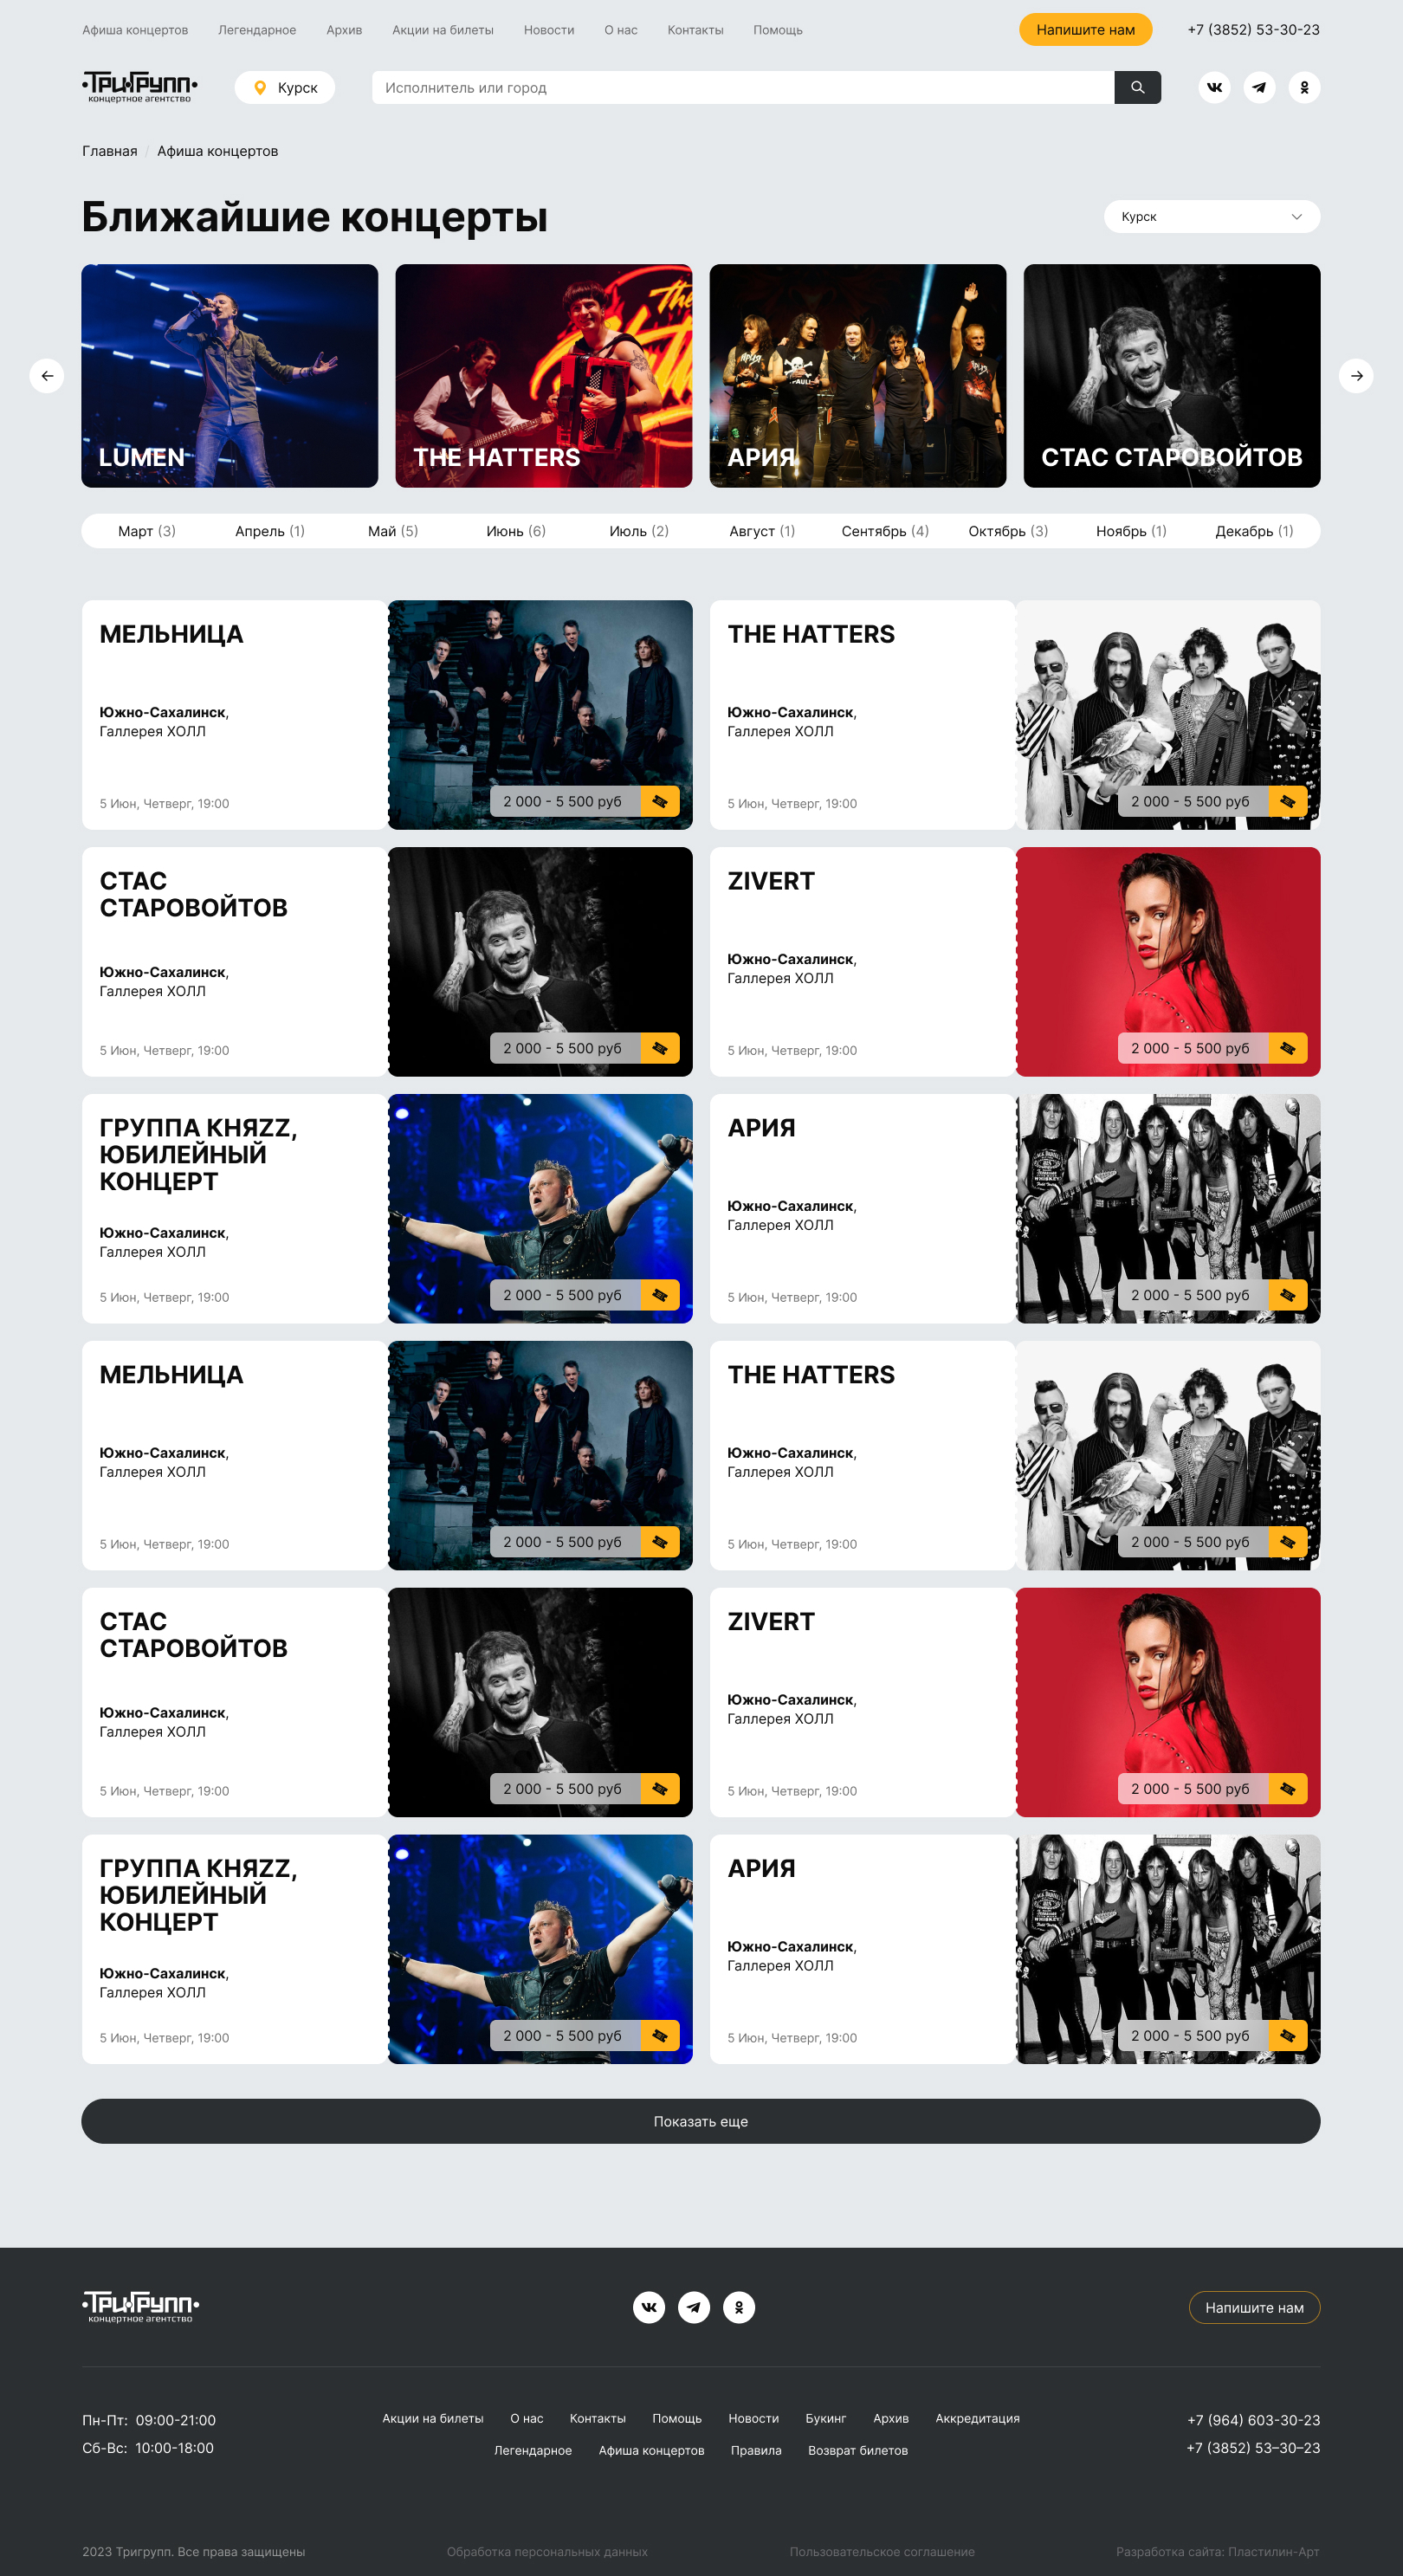 Афиша концертов Легендарное Архив Акции на билеты Новости О нас Контакты Помощь Напишите нам +7 (3852) 53-30-23
ТриГрупп
концертное агентство
Курск
Исполнитель или город
Главная / Афиша концертов
Ближайшие концерты
Курск
LUMEN THE HATTERS АРИЯ СТАС СТАРОВОЙТОВ
Март (3) Апрель (1) Май (5) Июнь (6) Июль (2) Август (1) Сентябрь (4) Октябрь (3) Ноябрь (1) Декабрь (1)
МЕЛЬНИЦА
Южно-Сахалинск,
Галлерея ХОЛЛ
5 Июн, Четверг, 19:00
2 000 - 5 500 руб
THE HATTERS
Южно-Сахалинск,
Галлерея ХОЛЛ
5 Июн, Четверг, 19:00
2 000 - 5 500 руб
СТАС
СТАРОВОЙТОВ
Южно-Сахалинск,
Галлерея ХОЛЛ
5 Июн, Четверг, 19:00
2 000 - 5 500 руб
ZIVERT
Южно-Сахалинск,
Галлерея ХОЛЛ
5 Июн, Четверг, 19:00
2 000 - 5 500 руб
ГРУППА КНЯZZ,
ЮБИЛЕЙНЫЙ
КОНЦЕРТ
Южно-Сахалинск,
Галлерея ХОЛЛ
5 Июн, Четверг, 19:00
2 000 - 5 500 руб
АРИЯ
Южно-Сахалинск,
Галлерея ХОЛЛ
5 Июн, Четверг, 19:00
2 000 - 5 500 руб
МЕЛЬНИЦА
Южно-Сахалинск,
Галлерея ХОЛЛ
5 Июн, Четверг, 19:00
2 000 - 5 500 руб
THE HATTERS
Южно-Сахалинск,
Галлерея ХОЛЛ
5 Июн, Четверг, 19:00
2 000 - 5 500 руб
СТАС
СТАРОВОЙТОВ
Южно-Сахалинск,
Галлерея ХОЛЛ
5 Июн, Четверг, 19:00
2 000 - 5 500 руб
ZIVERT
Южно-Сахалинск,
Галлерея ХОЛЛ
5 Июн, Четверг, 19:00
2 000 - 5 500 руб
ГРУППА КНЯZZ,
ЮБИЛЕЙНЫЙ
КОНЦЕРТ
Южно-Сахалинск,
Галлерея ХОЛЛ
5 Июн, Четверг, 19:00
2 000 - 5 500 руб
АРИЯ
Южно-Сахалинск,
Галлерея ХОЛЛ
5 Июн, Четверг, 19:00
2 000 - 5 500 руб
Показать еще
ТриГрупп
концертное агентство
Напишите нам
Пн-Пт: 09:00-21:00
Сб-Вс: 10:00-18:00
Акции на билеты О нас Контакты Помощь Новости Букинг Архив Аккредитация
Легендарное Афиша концертов Правила Возврат билетов
+7 (964) 603-30-23
+7 (3852) 53–30–23
2023 Тригрупп. Все права защищены Обработка персональных данных Пользовательское соглашение Разработка сайта: Пластилин-Арт